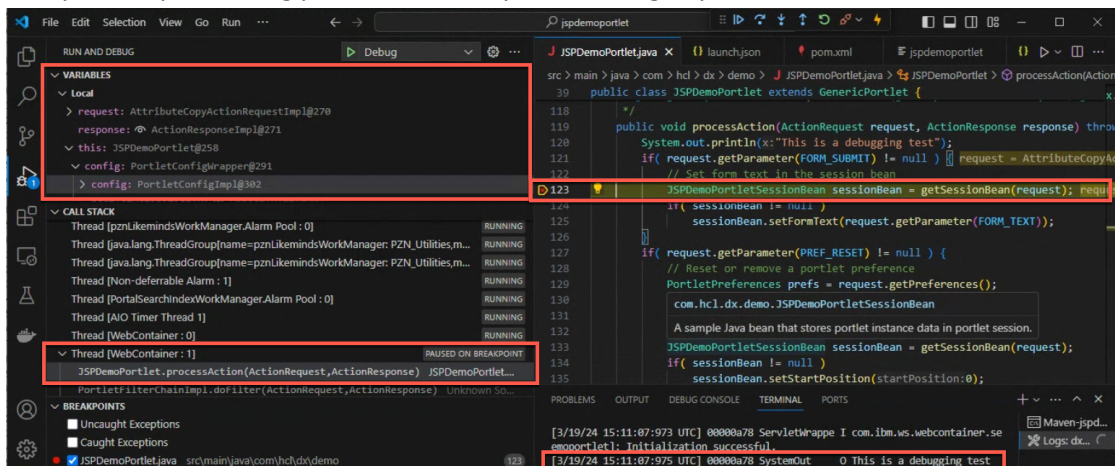 File Edit Selection View Go Run ··· jspdemoportlet
RUN AND DEBUG Debug
JSPDemoPortlet.java launch.json pom.xml jspdemoportlet
VARIABLES
Local
request: AttributeCopyActionRequestImpl@270
response: ActionResponseImpl@271
this: JSPDemoPortlet@258
config: PortletConfigWrapper@291
config: PortletConfigImpl@302
CALL STACK
Thread [pznLikemindsWorkManager.Alarm Pool : 0] RUNNING
Thread [java.lang.ThreadGroup[name=pznLikemindsWorkManager: PZN_Utilities,m... RUNNING
Thread [java.lang.ThreadGroup[name=pznLikemindsWorkManager: PZN_Utilities,m... RUNNING
Thread [Non-deferrable Alarm : 1] RUNNING
Thread [PortalSearchIndexWorkManager.Alarm Pool : 0] RUNNING
Thread [AIO Timer Thread 1] RUNNING
Thread [WebContainer : 0] RUNNING
Thread [WebContainer : 1] PAUSED ON BREAKPOINT
JSPDemoPortlet.processAction(ActionRequest,ActionResponse) JSPDemoPortlet....
PortletFilterChainImpl.doFilter(ActionRequest,ActionResponse) Unknown So...
BREAKPOINTS
Uncaught Exceptions
Caught Exceptions
JSPDemoPortlet.java src\main\java\com\hcl\dx\demo 123
src > main > java > com > hcl > dx > demo > JSPDemoPortlet.java > JSPDemoPortlet > processAction(Action
39 public class JSPDemoPortlet extends GenericPortlet {
118 */
119 public void processAction(ActionRequest request, ActionResponse response) throw
120 System.out.println(x:"This is a debugging test");
121 if( request.getParameter(FORM_SUBMIT) != null ) { request = AttributeCopyAc
122 // Set form text in the session bean
123 JSPDemoPortletSessionBean sessionBean = getSessionBean(request); reque
124 if( sessionBean != null )
125 sessionBean.setFormText(request.getParameter(FORM_TEXT));
126 }
127 if( request.getParameter(PREF_RESET) != null ) {
128 // Reset or remove a portlet preference
129 PortletPreferences prefs = request.getPreferences();
130 com.hcl.dx.demo.JSPDemoPortletSessionBean
131
132 A sample Java bean that stores portlet instance data in portlet session.
133 JSPDemoPortletSessionBean sessionBean = getSessionBean(request);
134 if( sessionBean != null )
135 sessionBean.setStartPosition(startPosition:0);
PROBLEMS OUTPUT DEBUG CONSOLE TERMINAL PORTS
Maven-jspd...
Logs: dx...
[3/19/24 15:11:07:973 UTC] 00000a78 ServletWrappe I com.ibm.ws.webcontainer.se
emoportlet]: Initialization successful.
[3/19/24 15:11:07:975 UTC] 00000a78 SystemOut O This is a debugging test